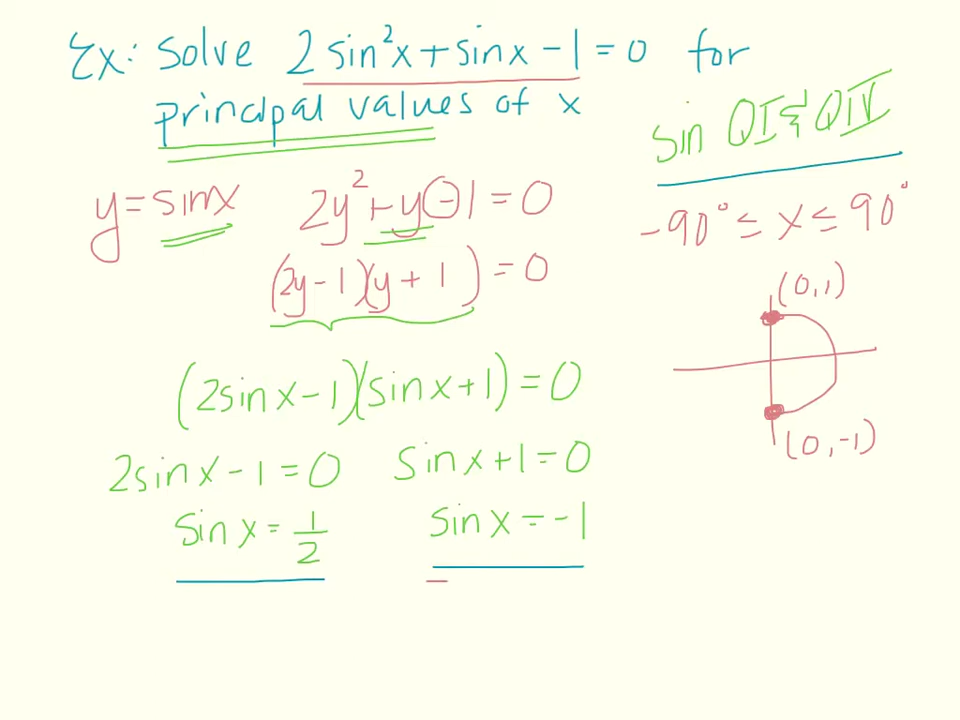 Ex: Solve 2 sin²x + sinx - 1 = 0 for
principal values of x
sin QI & QIV
y = sinx 2y² + y - 1 = 0
-90° ≤ x ≤ 90°
(2y - 1)(y + 1) = 0
(0,1)
(2sinx - 1)(sinx + 1) = 0
(0,-1)
2sinx - 1 = 0 sinx + 1 = 0
sinx = 1/2 sinx = -1